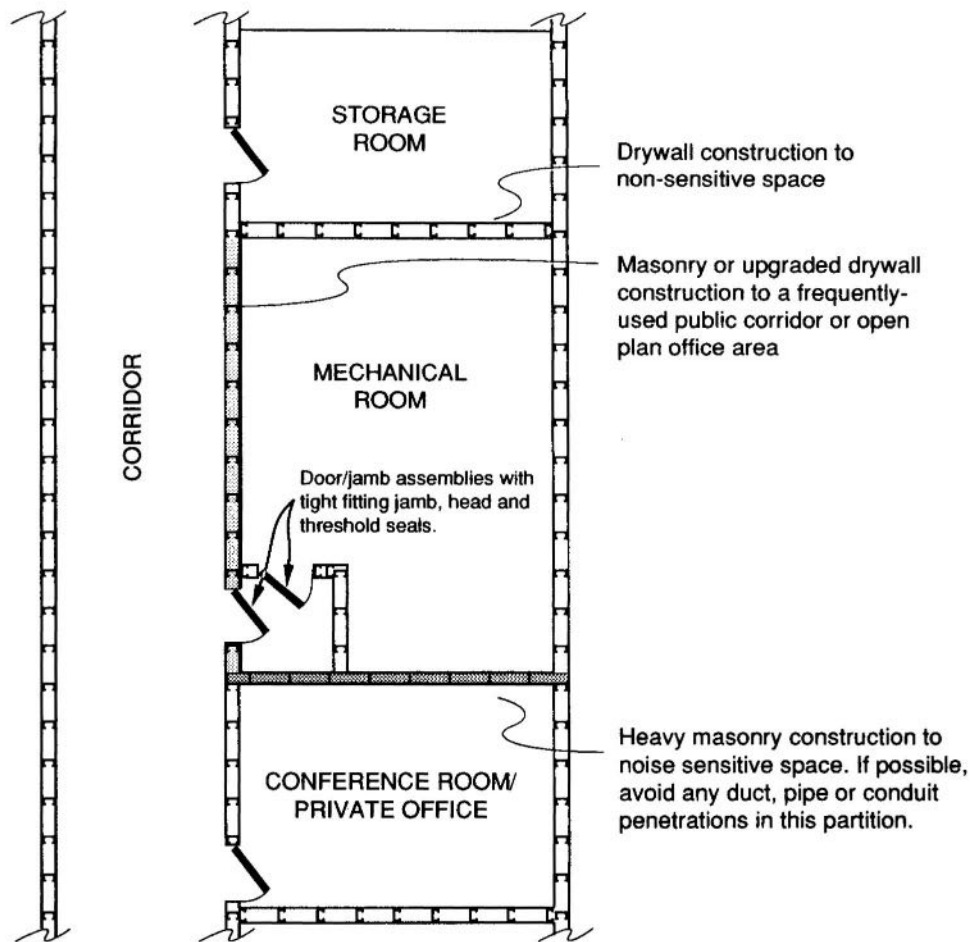 STORAGE
ROOM
Drywall construction to
non-sensitive space
Masonry or upgraded drywall
construction to a frequently-
used public corridor or open
plan office area
MECHANICAL
ROOM
CORRIDOR
Door/jamb assemblies with
tight fitting jamb, head and
threshold seals.
Heavy masonry construction to
noise sensitive space. If possible,
avoid any duct, pipe or conduit
penetrations in this partition.
CONFERENCE ROOM/
PRIVATE OFFICE